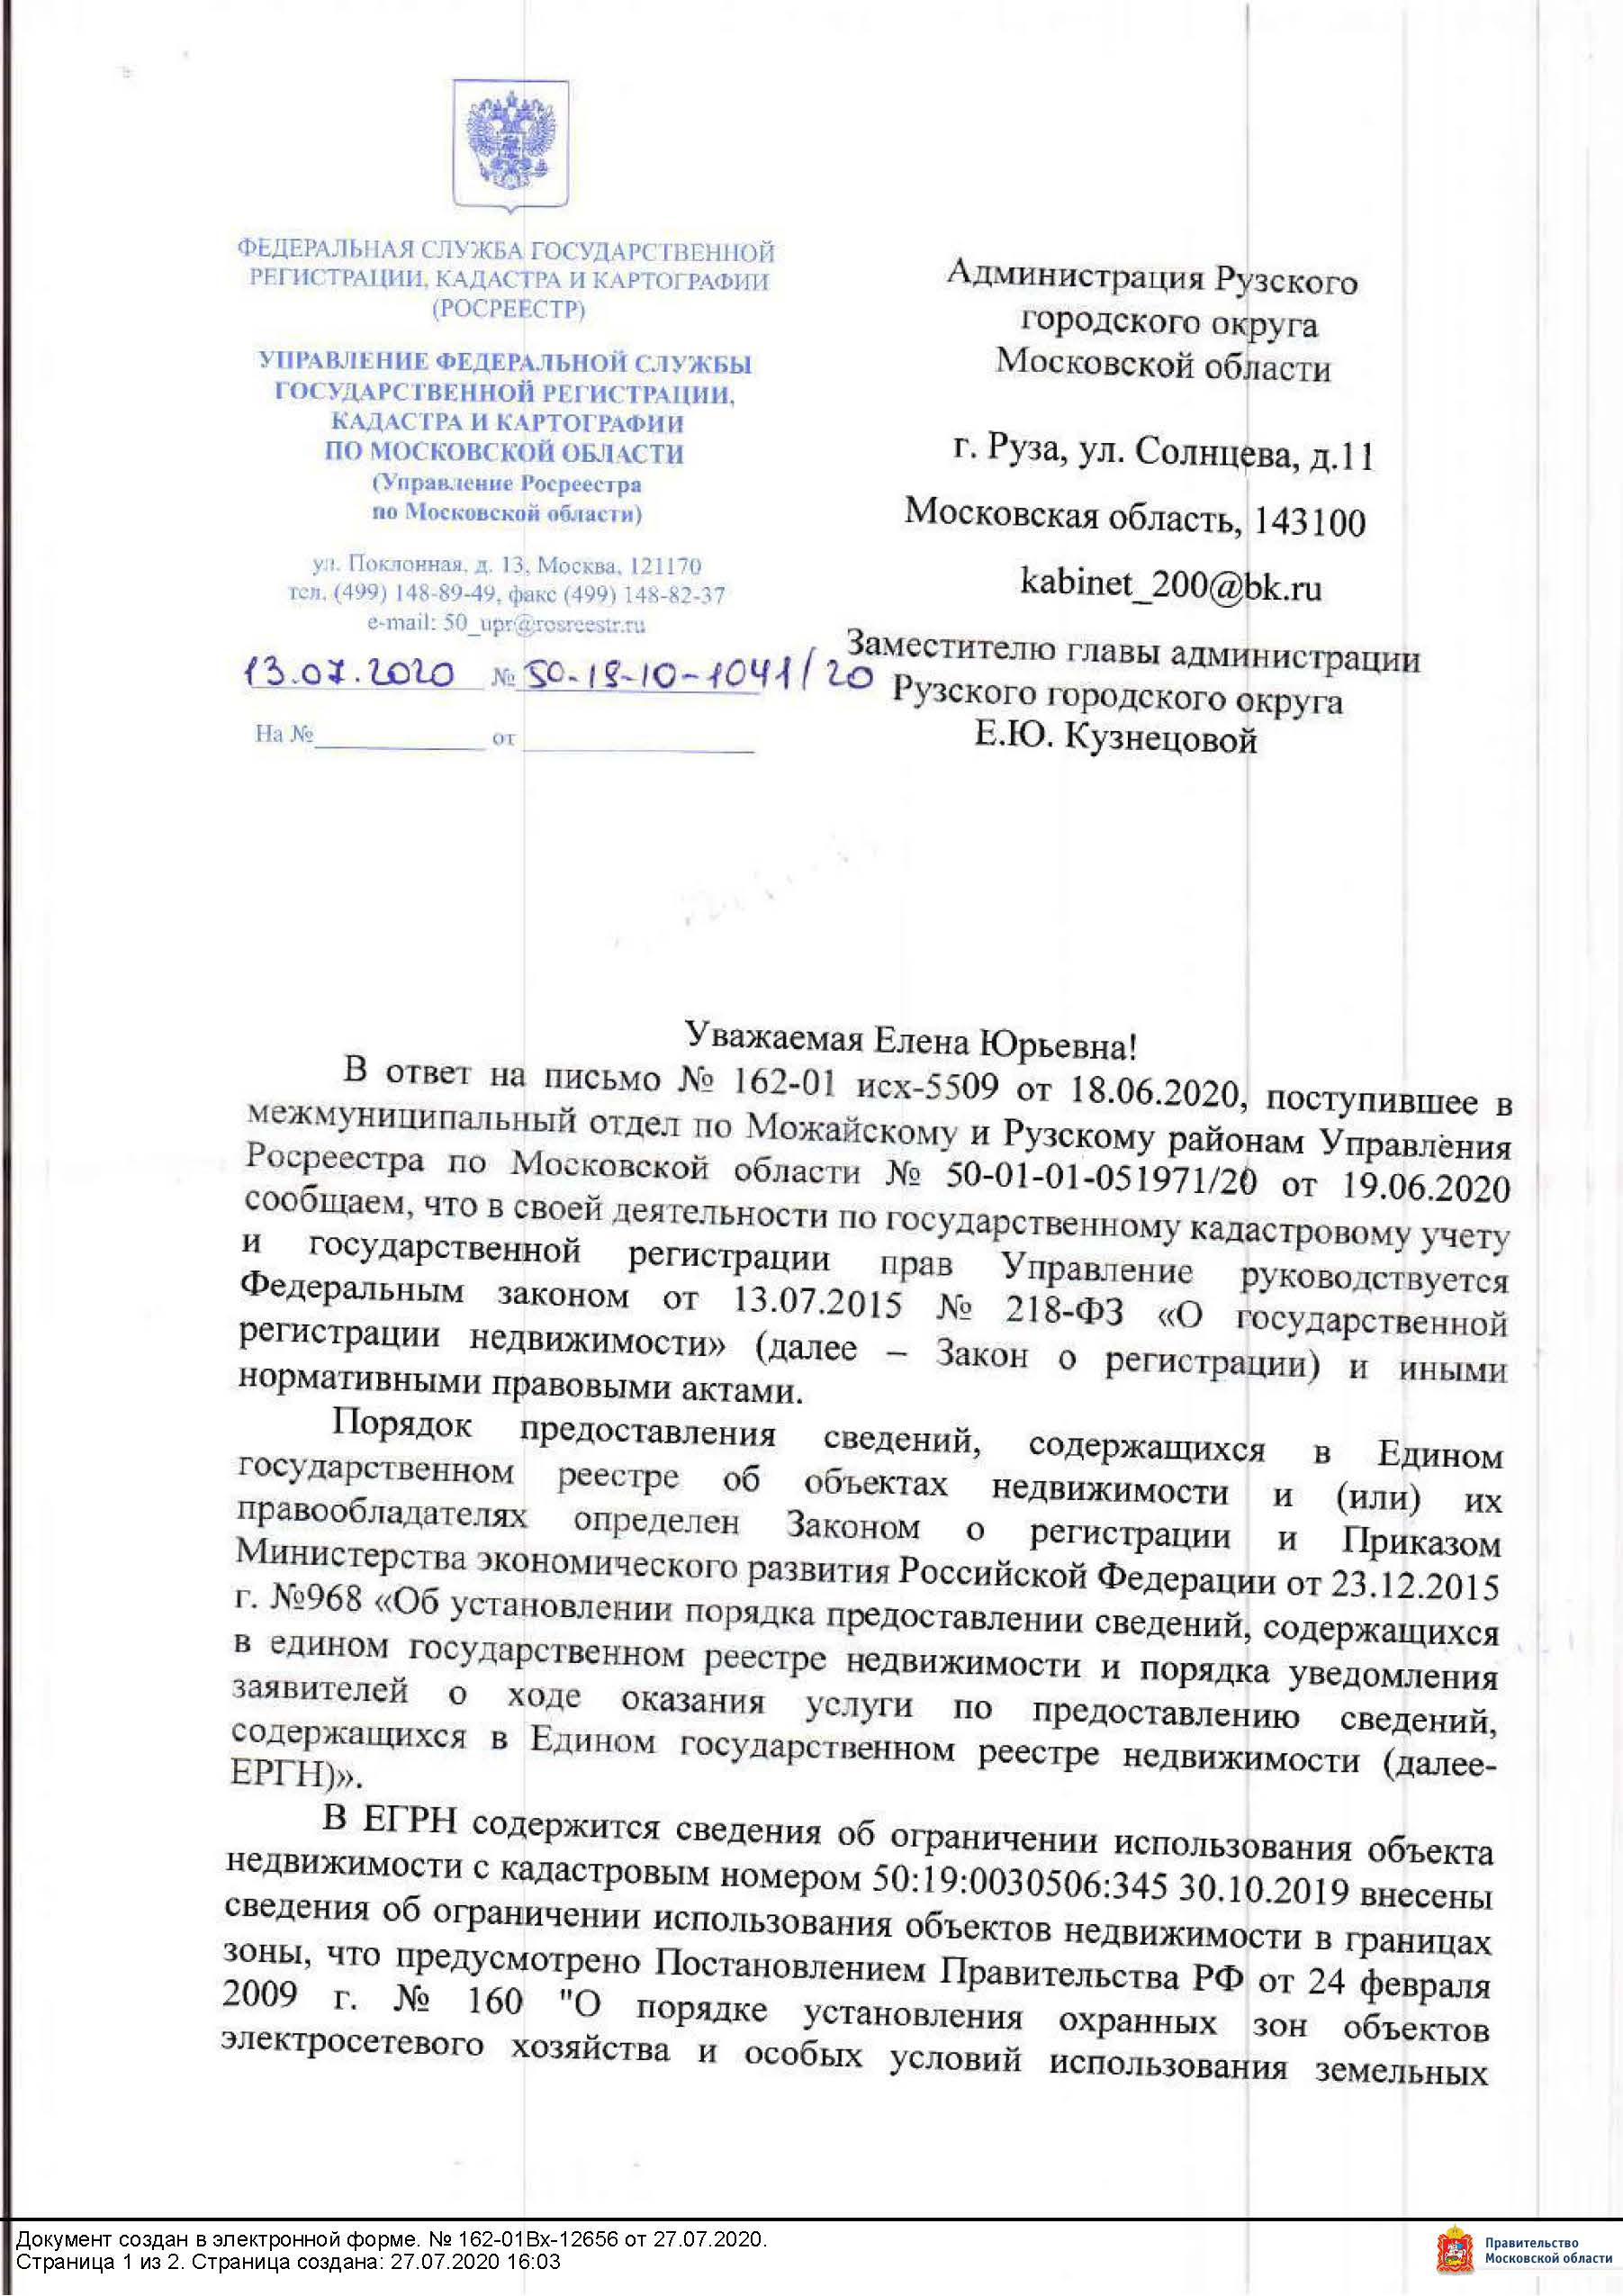 ФЕДЕРАЛЬНАЯ СЛУЖБА ГОСУДАРСТВЕННОЙ
РЕГИСТРАЦИИ, КАДАСТРА И КАРТОГРАФИИ
(РОСРЕЕСТР)
УПРАВЛЕНИЕ ФЕДЕРАЛЬНОЙ СЛУЖБЫ
ГОСУДАРСТВЕННОЙ РЕГИСТРАЦИИ,
КАДАСТРА И КАРТОГРАФИИ
ПО МОСКОВСКОЙ ОБЛАСТИ
(Управление Росреестра
по Московской области)
ул. Поклонная, д. 13, Москва, 121170
тел. (499) 148-89-49, факс (499) 148-82-37
e-mail: 50_upr@rosreestr.ru
13.07.2020 № 50-19-10-1041/20
На № от
Администрация Рузского
городского округа
Московской области
г. Руза, ул. Солнцева, д.11
Московская область, 143100
kabinet_200@bk.ru
Заместителю главы администрации
Рузского городского округа
Е.Ю. Кузнецовой
Уважаемая Елена Юрьевна!
В ответ на письмо № 162-01 исх-5509 от 18.06.2020, поступившее в
межмуниципальный отдел по Можайскому и Рузскому районам Управления
Росреестра по Московской области № 50-01-01-051971/20 от 19.06.2020
сообщаем, что в своей деятельности по государственному кадастровому учету
и государственной регистрации прав Управление руководствуется
Федеральным законом от 13.07.2015 № 218-ФЗ «О государственной
регистрации недвижимости» (далее – Закон о регистрации) и иными
нормативными правовыми актами.
Порядок предоставления сведений, содержащихся в Едином
государственном реестре об объектах недвижимости и (или) их
правообладателях определен Законом о регистрации и Приказом
Министерства экономического развития Российской Федерации от 23.12.2015
г. №968 «Об установлении порядка предоставлении сведений, содержащихся
в едином государственном реестре недвижимости и порядка уведомления
заявителей о ходе оказания услуги по предоставлению сведений,
содержащихся в Едином государственном реестре недвижимости (далее-
ЕРГН)».
В ЕГРН содержится сведения об ограничении использования объекта
недвижимости с кадастровым номером 50:19:0030506:345 30.10.2019 внесены
сведения об ограничении использования объектов недвижимости в границах
зоны, что предусмотрено Постановлением Правительства РФ от 24 февраля
2009 г. № 160 "О порядке установления охранных зон объектов
электросетевого хозяйства и особых условий использования земельных
Документ создан в электронной форме. № 162-01Вх-12656 от 27.07.2020.
Страница 1 из 2. Страница создана: 27.07.2020 16:03
Правительство
Московской области